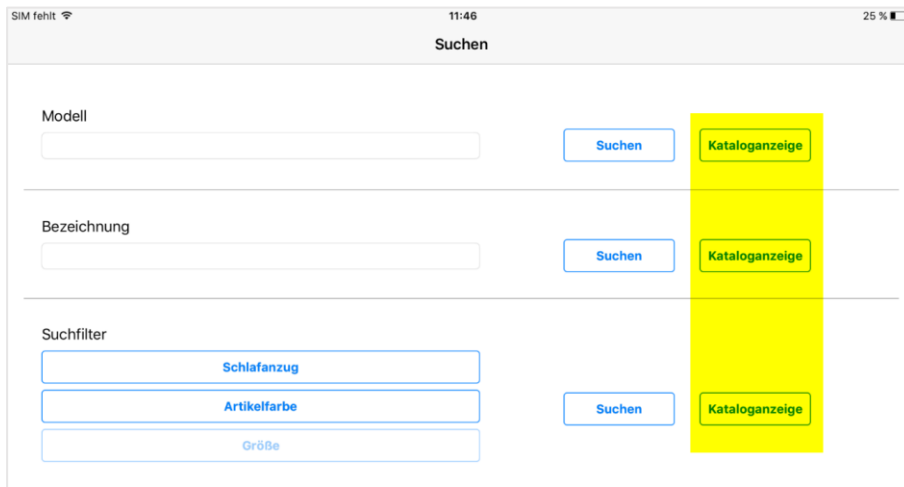 SIM fehlt 11:46 25 %
Suchen
Modell
Suchen Kataloganzeige
Bezeichnung
Suchen Kataloganzeige
Suchfilter
Schlafanzug
Artikelfarbe Suchen Kataloganzeige
Größe